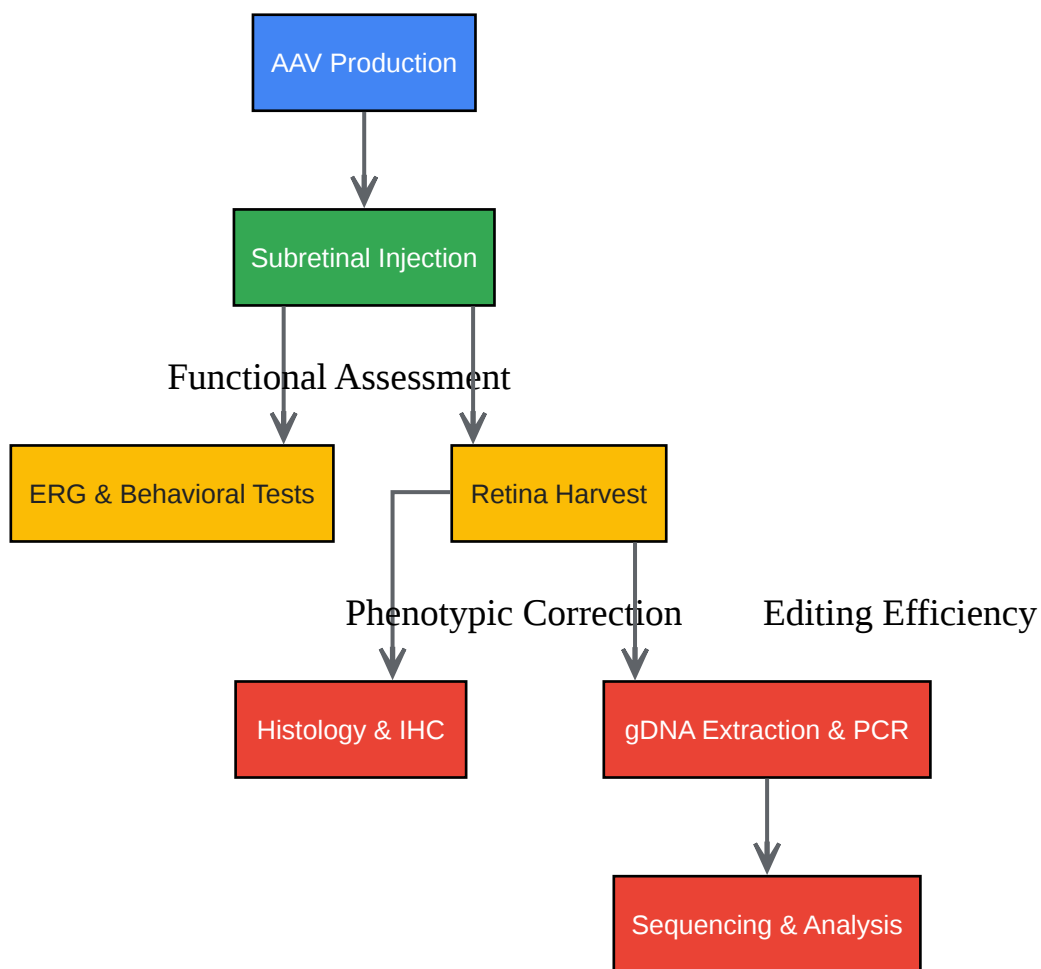 AAV Production
Subretinal Injection
Functional Assessment
ERG & Behavioral Tests
Retina Harvest
Phenotypic Correction
Editing Efficiency
Histology & IHC
gDNA Extraction & PCR
Sequencing & Analysis